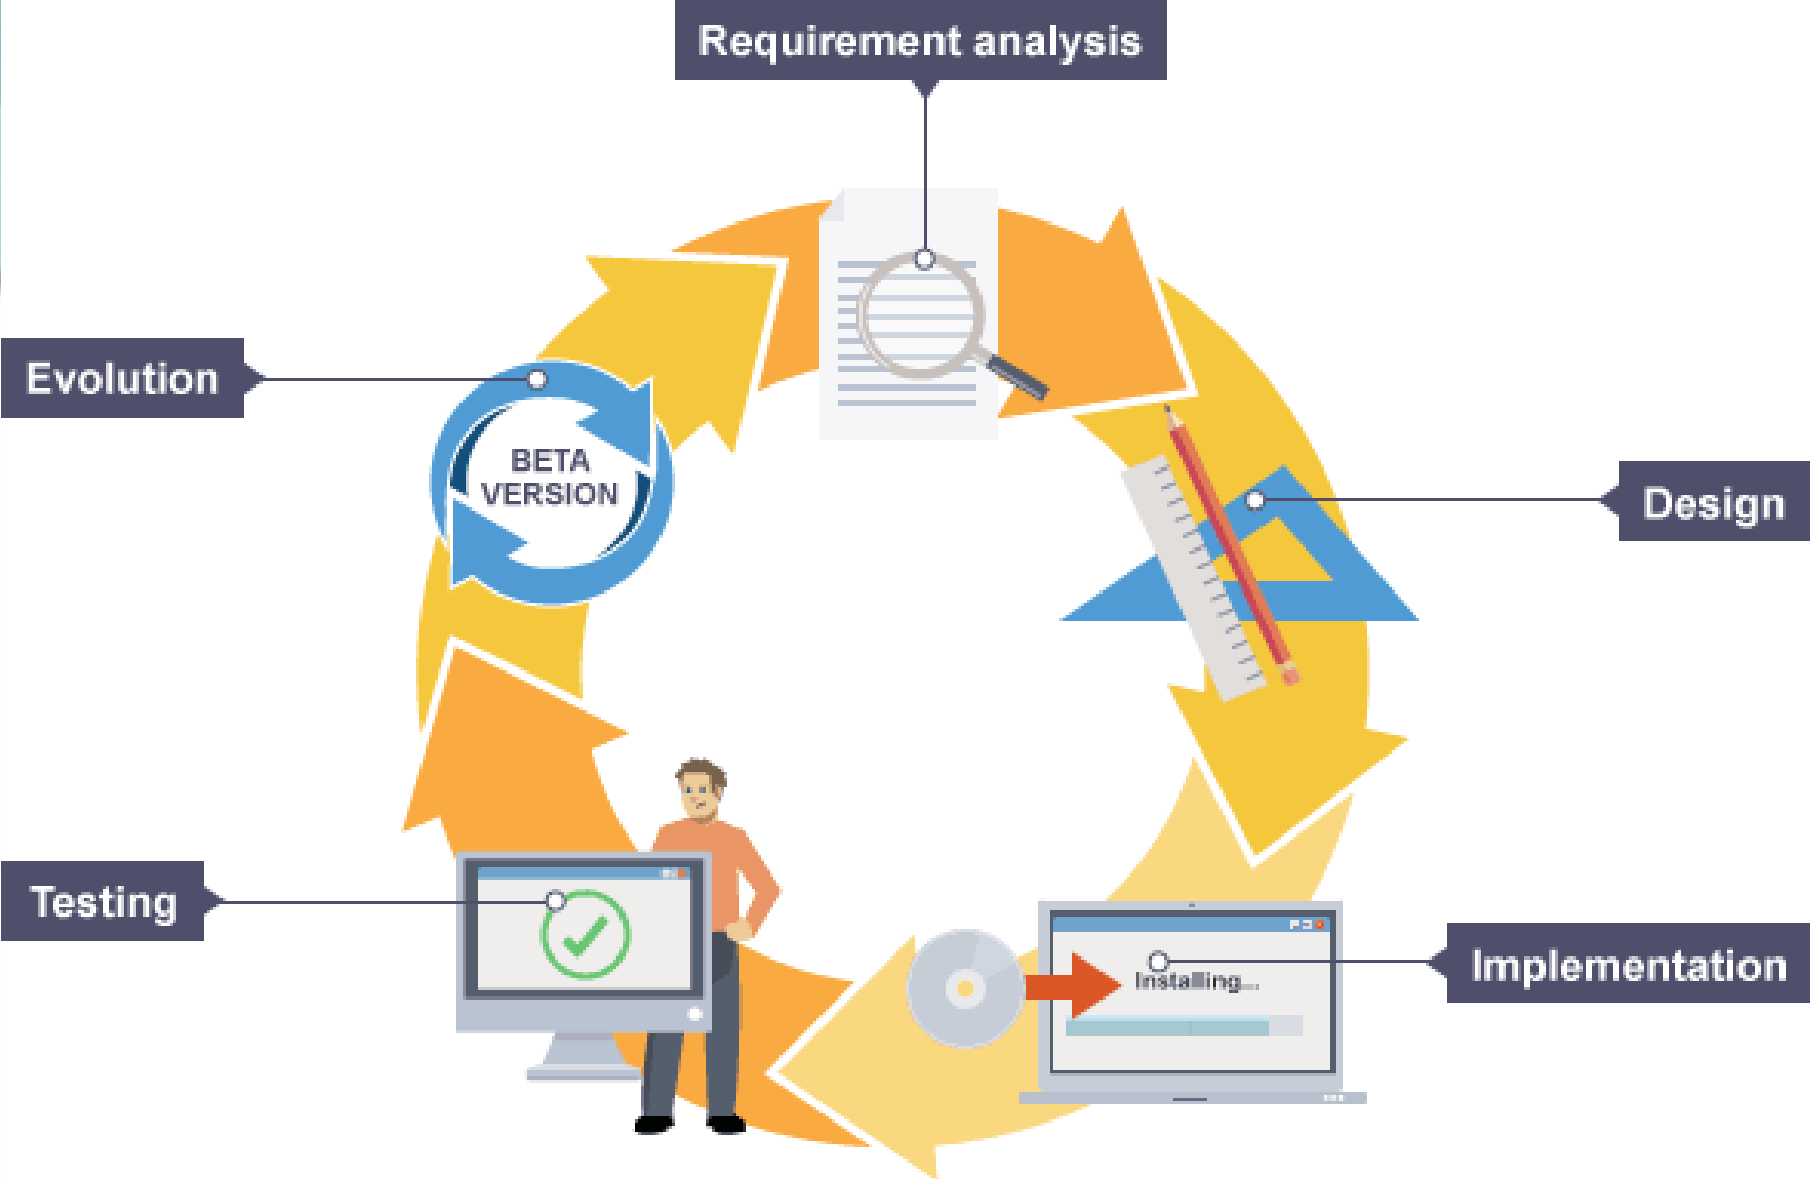 Requirement analysis
Evolution
BETA
VERSION
Design
Testing
Implementation
Installing...